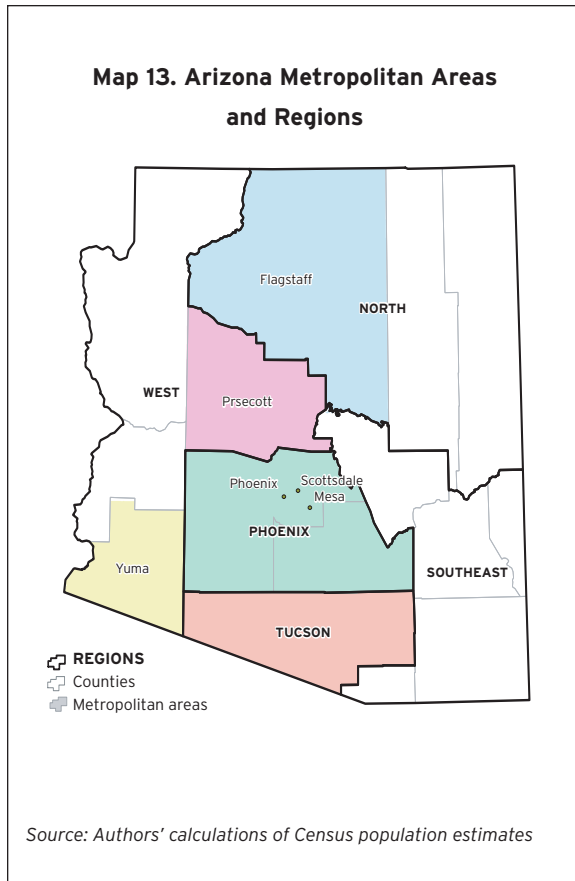 Map 13. Arizona Metropolitan Areas
and Regions
Flagstaff
NORTH
WEST
Prsecott
Phoenix
Scottsdale
Mesa
PHOENIX
Yuma
SOUTHEAST
TUCSON
REGIONS
Counties
Metropolitan areas
Source: Authors’ calculations of Census population estimates